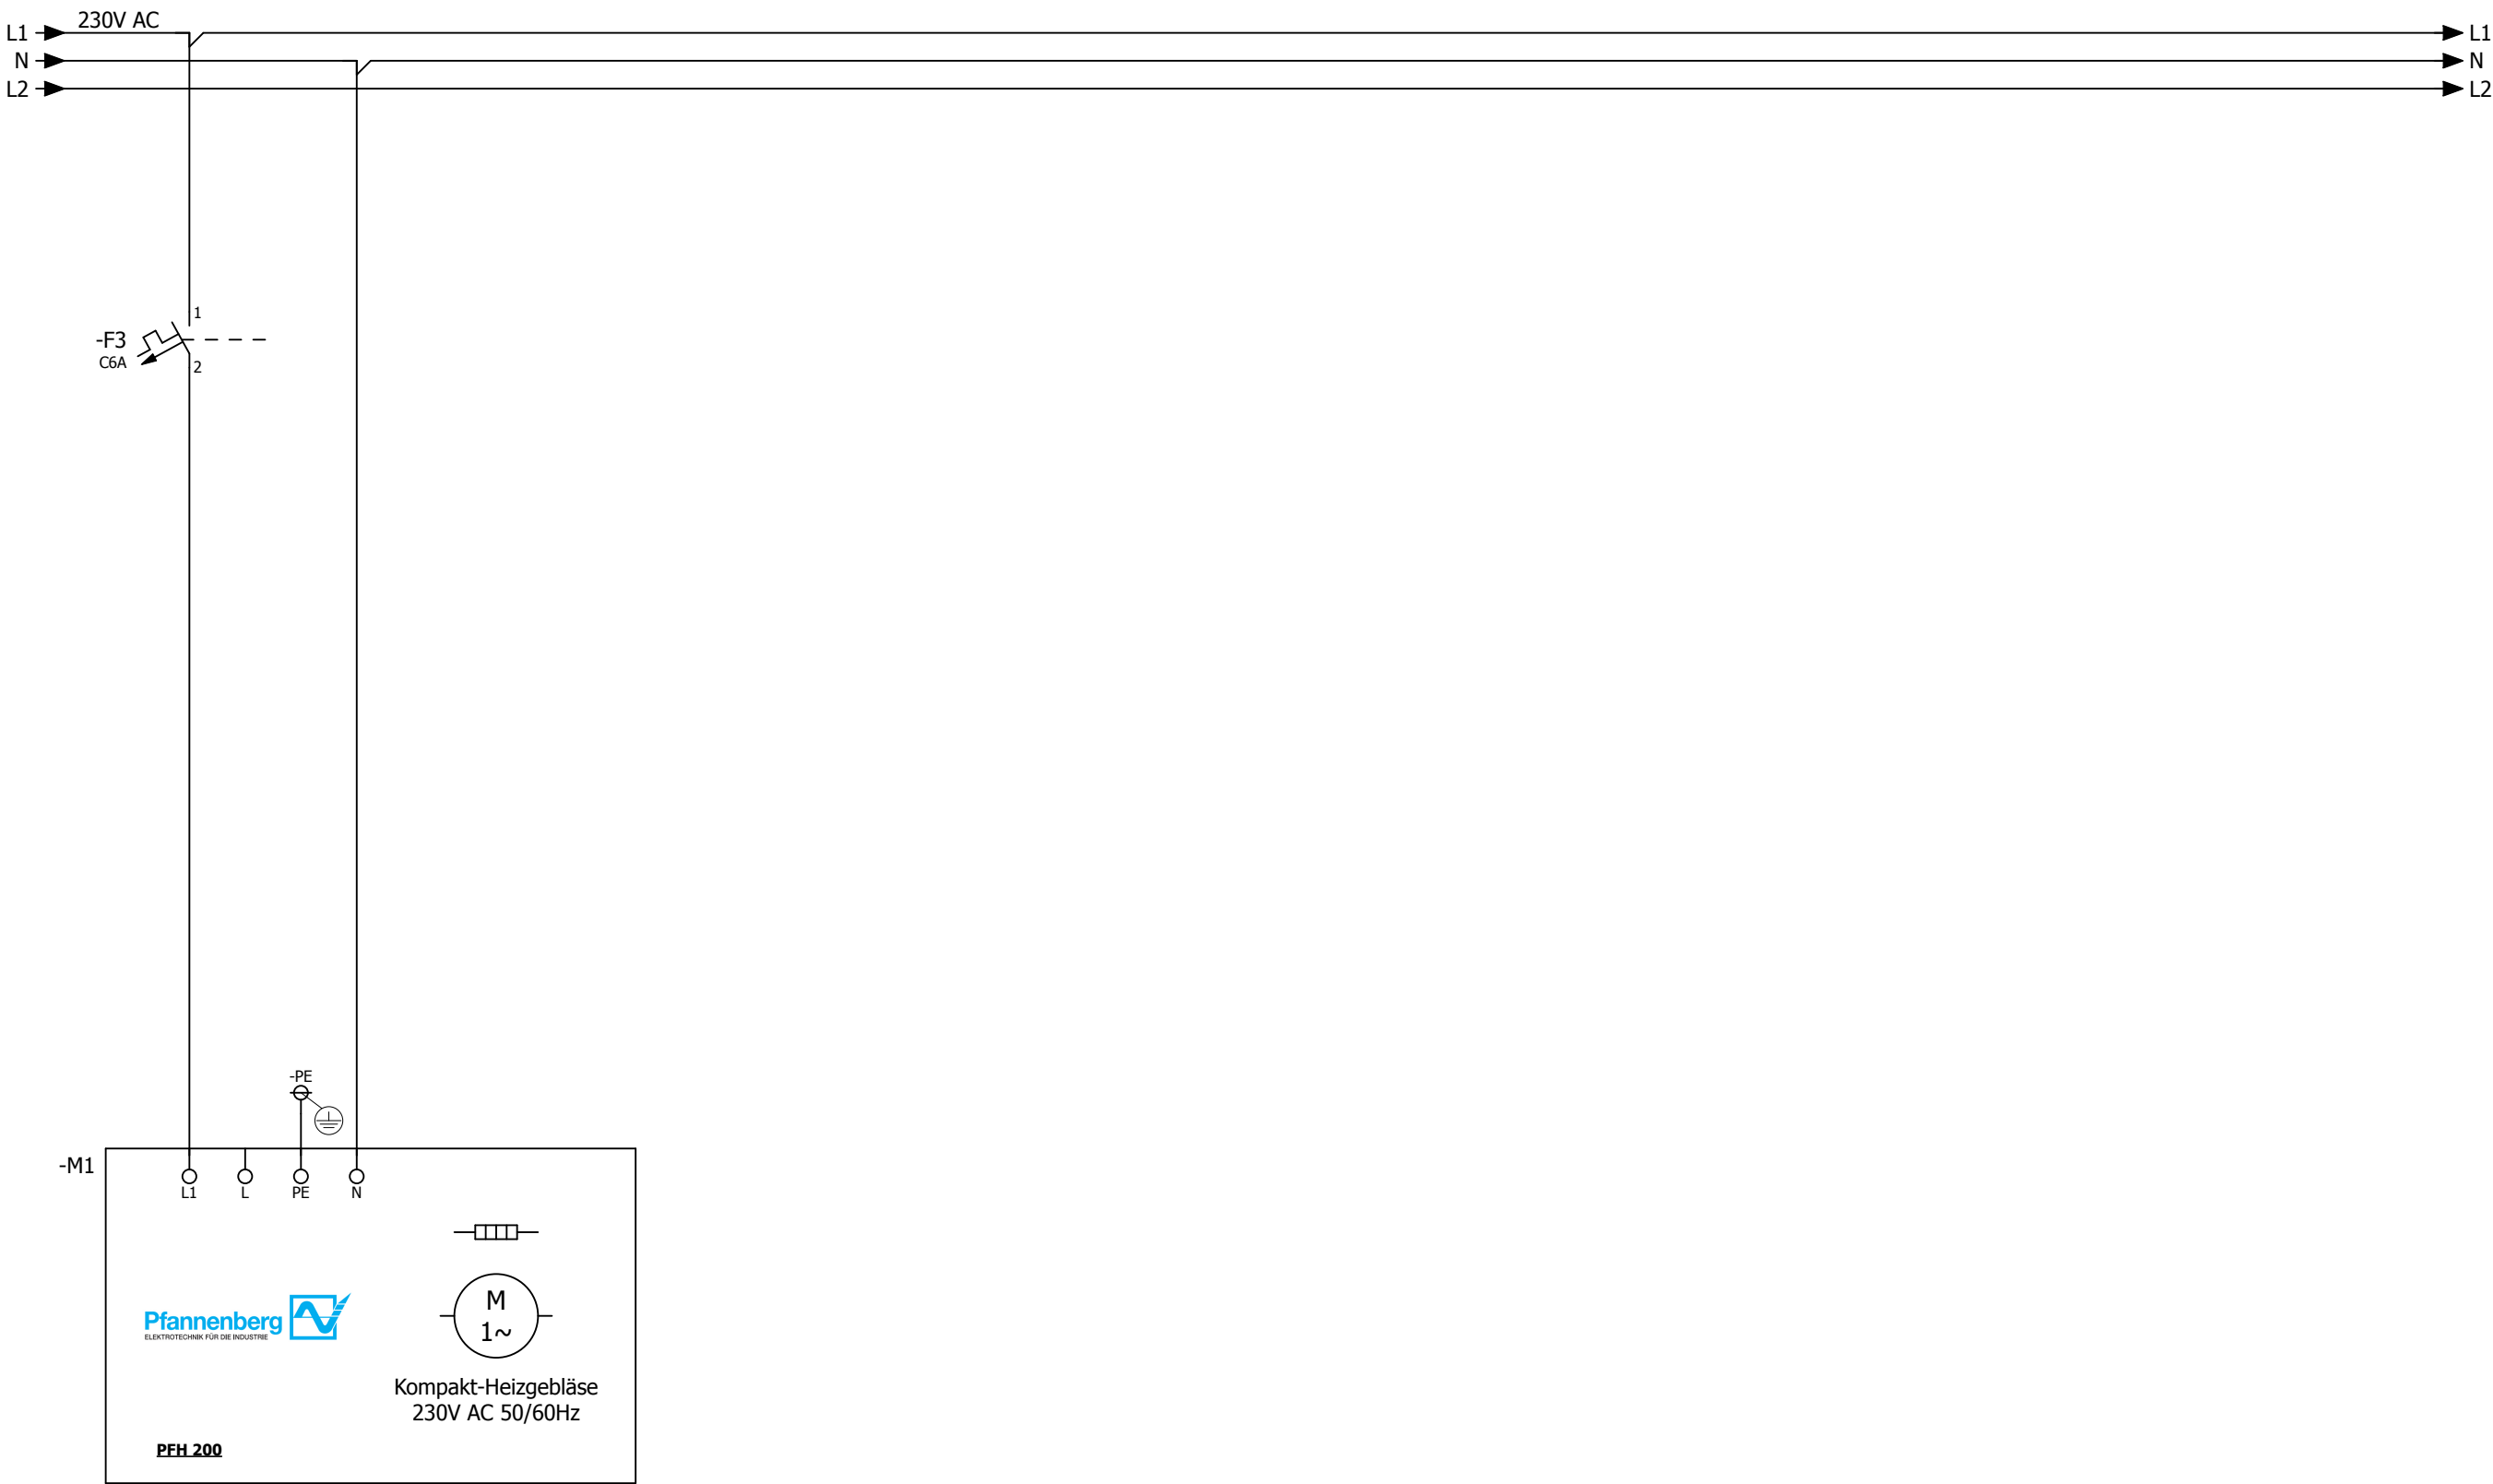 230V AC
L1 L1
N N
L2 L2
1
-F3
C6A
2
-PE
-M1
L1 L PE N
M
1~
Pfannenberg
ELEKTROTECHNIK FÜR DIE INDUSTRIE
Kompakt-Heizgebläse
230V AC 50/60Hz
PFH 200